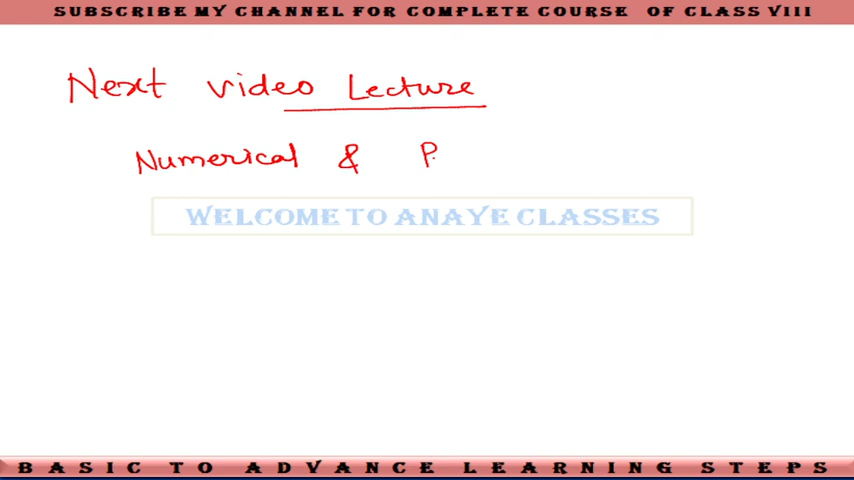 SUBSCRIBE MY CHANNEL FOR COMPLETE COURSE OF CLASS VIII
Next video Lecture
Numerical & P
WELCOME TO ANAYE CLASSES
BASIC TO ADVANCE LEARNING STEPS